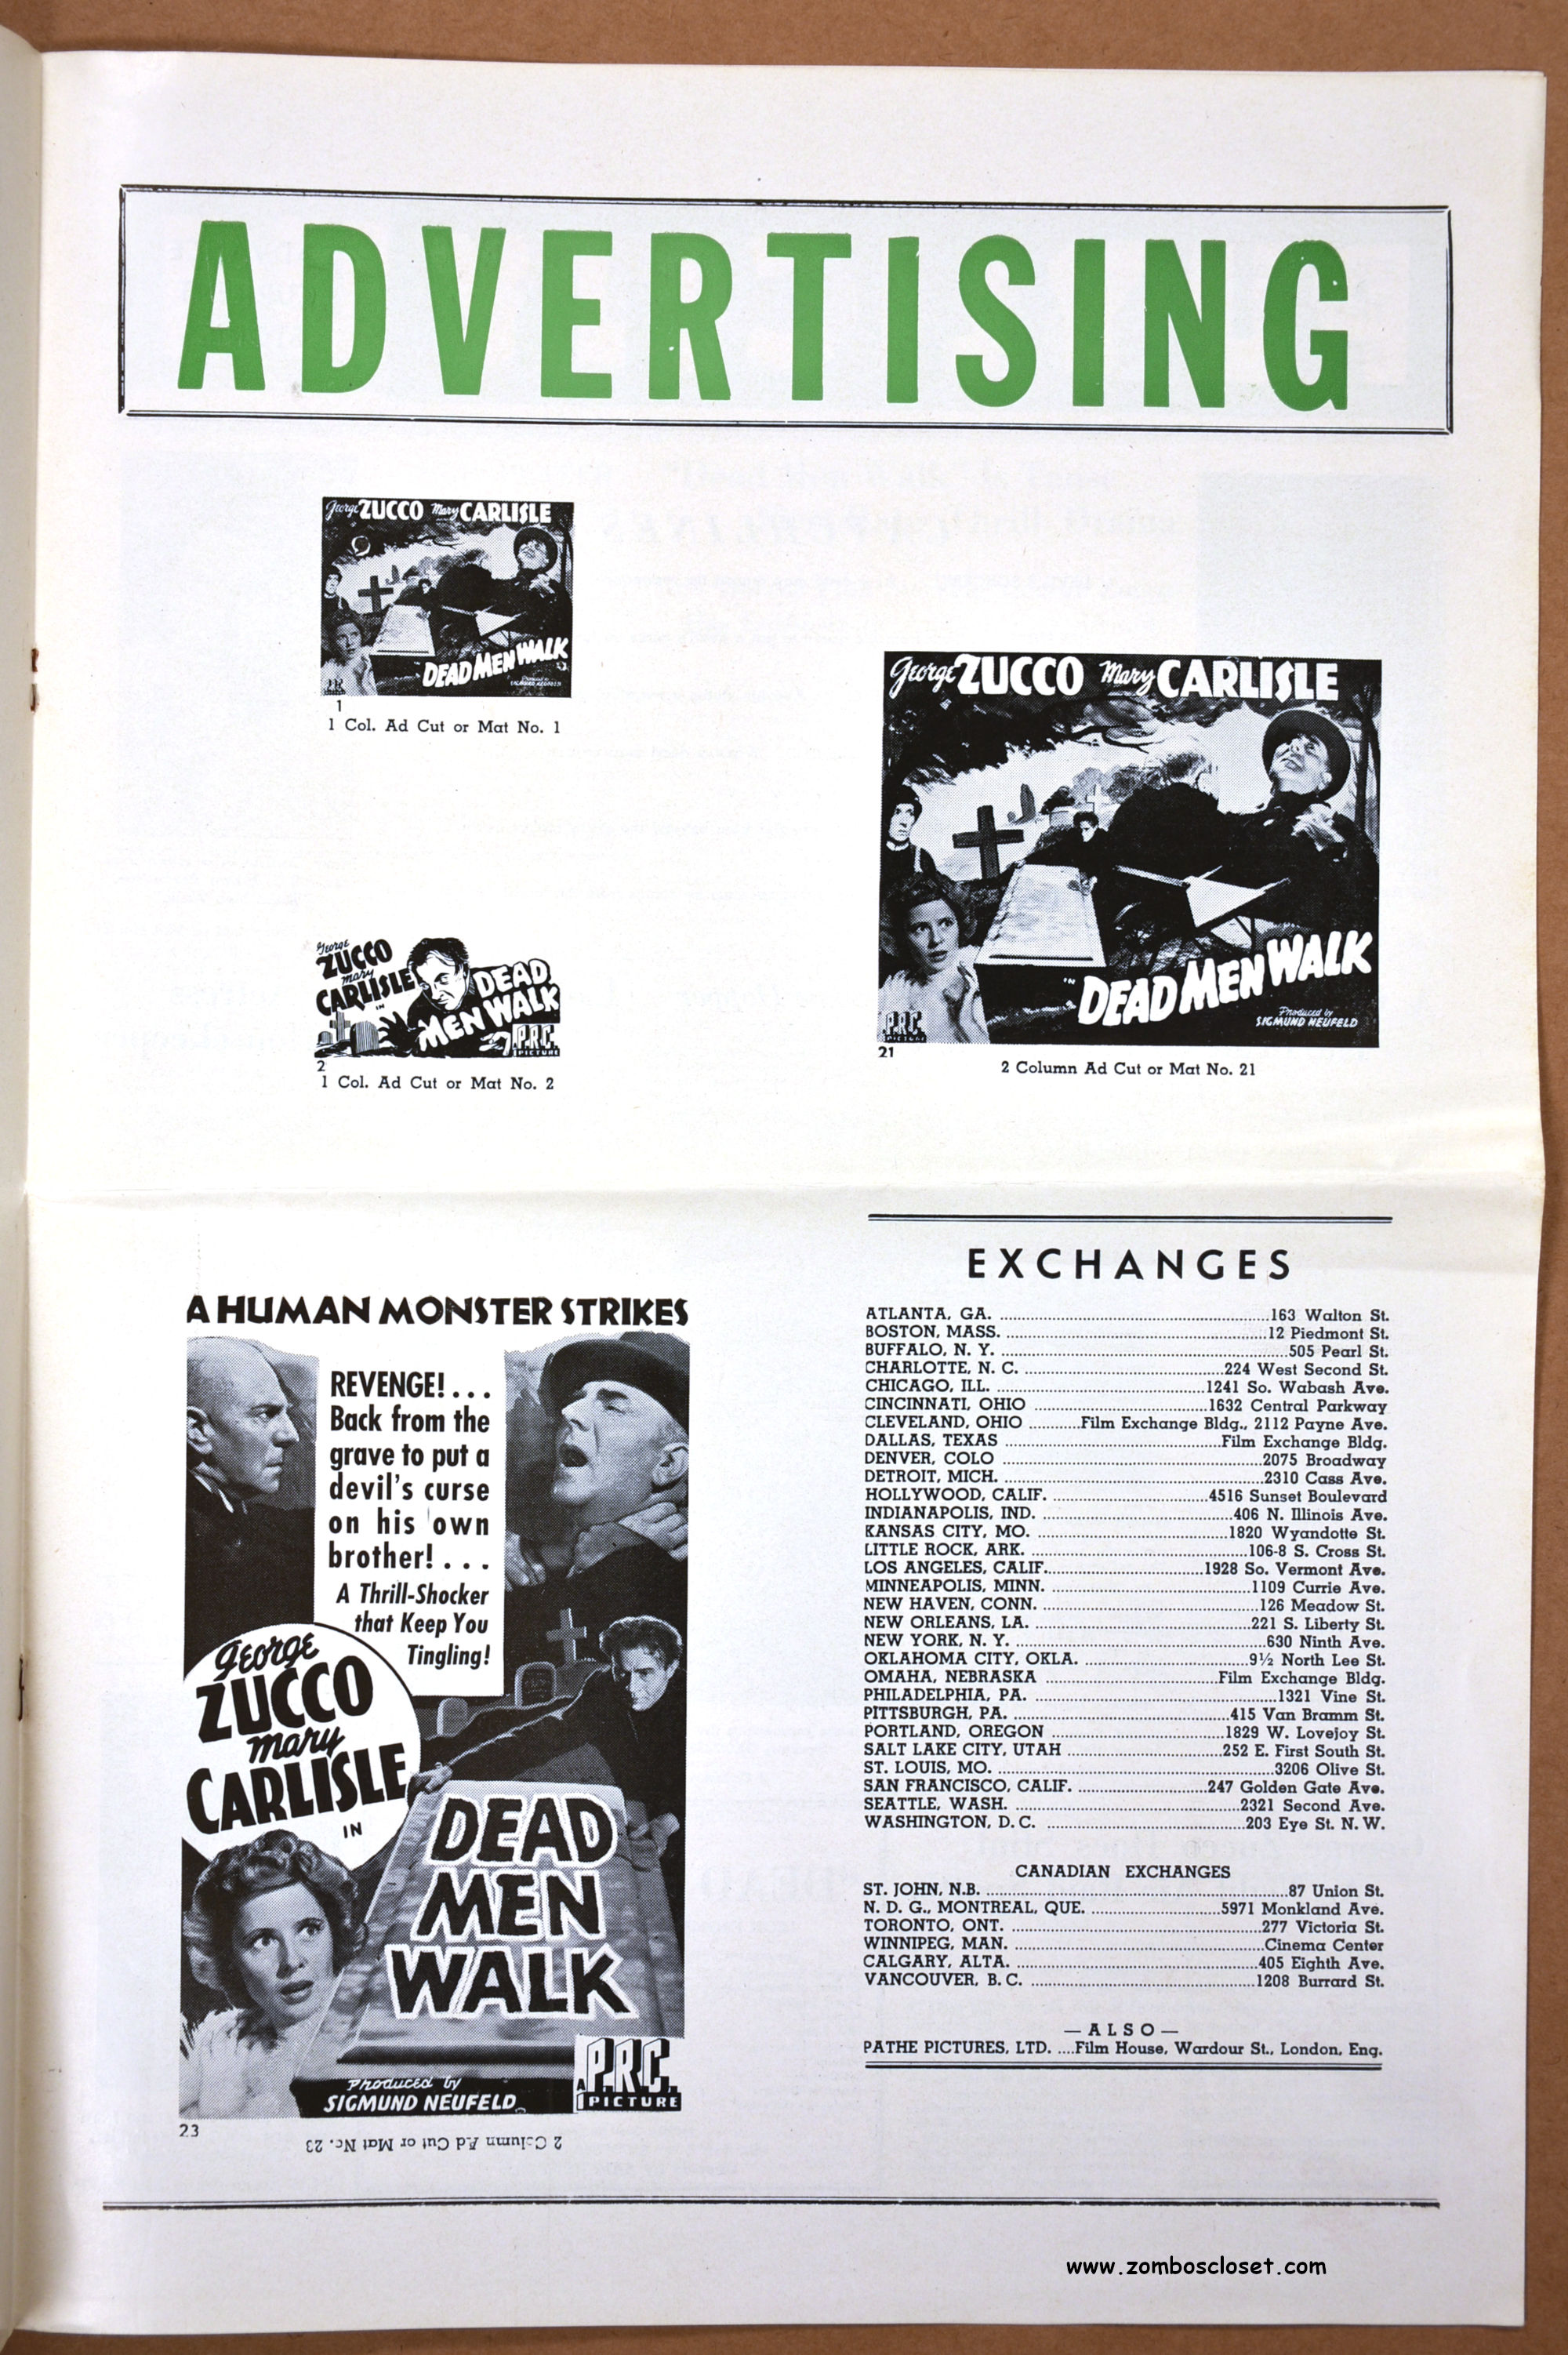 ADVERTISING
George ZUCCO Mary CARLISLE
DEAD MEN WALK
Produced by
SIGMUND NEUFELD
P.R.C.
PICTURE
1
1 Col. Ad Cut or Mat No. 1
George
ZUCCO
Mary
CARLISLE
IN
DEAD
MEN WALK
P.R.C.
PICTURE
2
1 Col. Ad Cut or Mat No. 2
George ZUCCO Mary CARLISLE
IN
DEAD MEN WALK
Produced by
SIGMUND NEUFELD
P.R.C.
PICTURE
21
2 Column Ad Cut or Mat No. 21
A HUMAN MONSTER STRIKES
REVENGE! . . .
Back from the
grave to put a
devil's curse
on his own
brother! . . .
A Thrill-Shocker
that Keep You
Tingling!
George
ZUCCO
mary
CARLISLE
IN
DEAD
MEN
WALK
Produced by
SIGMUND NEUFELD
A P.R.C.
PICTURE
23
2 Column Ad Cut or Mat No. 23
EXCHANGES
ATLANTA, GA. ..........163 Walton St.
BOSTON, MASS. ..........12 Piedmont St.
BUFFALO, N. Y. ..........505 Pearl St.
CHARLOTTE, N. C. ..........224 West Second St.
CHICAGO, ILL. ..........1241 So. Wabash Ave.
CINCINNATI, OHIO ..........1632 Central Parkway
CLEVELAND, OHIO ..........Film Exchange Bldg., 2112 Payne Ave.
DALLAS, TEXAS ..........Film Exchange Bldg.
DENVER, COLO ..........2075 Broadway
DETROIT, MICH. ..........2310 Cass Ave.
HOLLYWOOD, CALIF. ..........4516 Sunset Boulevard
INDIANAPOLIS, IND. ..........406 N. Illinois Ave.
KANSAS CITY, MO. ..........1820 Wyandotte St.
LITTLE ROCK, ARK. ..........106-8 S. Cross St.
LOS ANGELES, CALIF...........1928 So. Vermont Ave.
MINNEAPOLIS, MINN. ..........1109 Currie Ave.
NEW HAVEN, CONN. ..........126 Meadow St.
NEW ORLEANS, LA. ..........221 S. Liberty St.
NEW YORK, N. Y. ..........630 Ninth Ave.
OKLAHOMA CITY, OKLA. ..........9½ North Lee St.
OMAHA, NEBRASKA ..........Film Exchange Bldg.
PHILADELPHIA, PA. ..........1321 Vine St.
PITTSBURGH, PA. ..........415 Van Bramm St.
PORTLAND, OREGON ..........1829 W. Lovejoy St.
SALT LAKE CITY, UTAH ..........252 E. First South St.
ST. LOUIS, MO. ..........3206 Olive St.
SAN FRANCISCO, CALIF. ..........247 Golden Gate Ave.
SEATTLE, WASH. ..........2321 Second Ave.
WASHINGTON, D. C. ..........203 Eye St. N. W.
CANADIAN EXCHANGES
ST. JOHN, N.B. ..........87 Union St.
N. D. G., MONTREAL, QUE. ..........5971 Monkland Ave.
TORONTO, ONT. ..........277 Victoria St.
WINNIPEG, MAN. ..........Cinema Center
CALGARY, ALTA. ..........405 Eighth Ave.
VANCOUVER, B. C. ..........1208 Burrard St.
— A L S O —
PATHE PICTURES, LTD. ....Film House, Wardour St., London, Eng.
www.zomboscloset.com